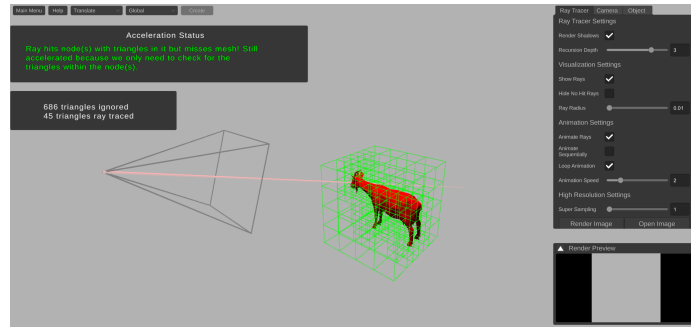 Main Menu Help Translate Global Create
Ray Tracer Camera Object
Acceleration Status
Ray hits node(s) with triangles in it but misses mesh! Still
accelerated because we only need to check for the
triangles within the node(s).
686 triangles ignored
45 triangles ray traced
Ray Tracer Settings
Render Shadows
Recursion Depth 3
Visualization Settings
Show Rays
Hide No Hit Rays
Ray Radius 0.01
Animation Settings
Animate Rays
Animate
Sequentially
Loop Animation
Animation Speed 2
High Resolution Settings
Super Sampling 1
Render Image Open Image
Render Preview